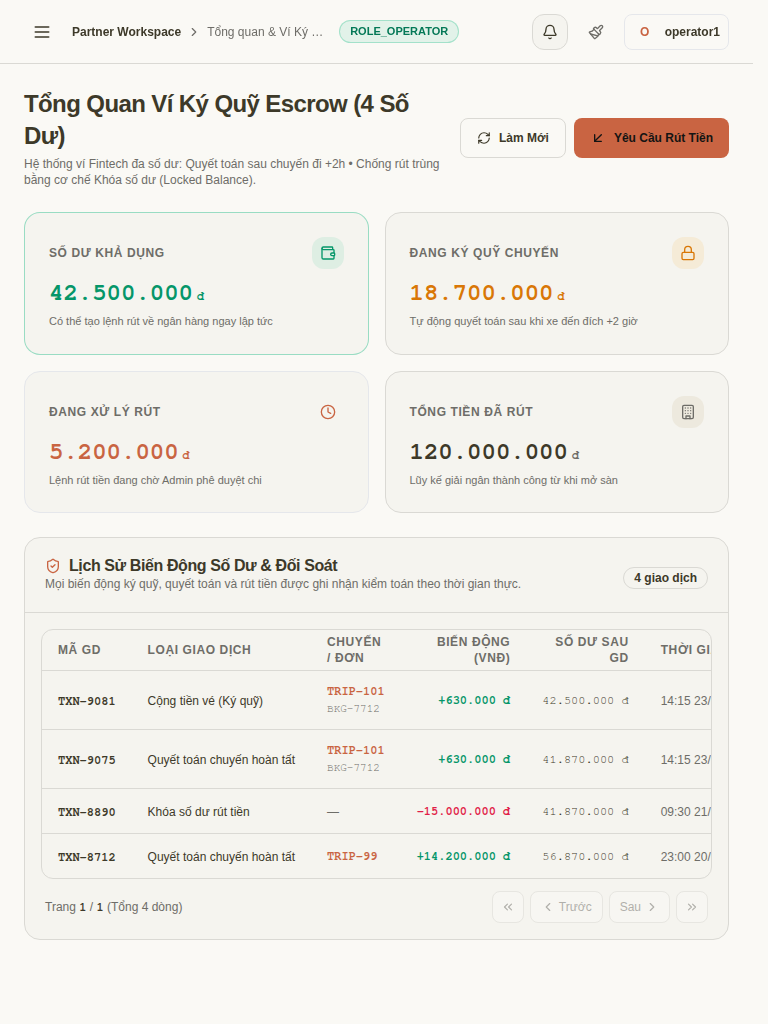 Partner Workspace > Tổng quan & Ví Ký ... ROLE_OPERATOR O operator1
Tổng Quan Ví Ký Quỹ Escrow (4 Số
Dư)
Hệ thống ví Fintech đa số dư: Quyết toán sau chuyến đi +2h • Chống rút trùng
bằng cơ chế Khóa số dư (Locked Balance).
Làm Mới
Yêu Cầu Rút Tiền
SỐ DƯ KHẢ DỤNG
42.500.000 đ
Có thể tạo lệnh rút về ngân hàng ngay lập tức
ĐANG KÝ QUỸ CHUYẾN
18.700.000 đ
Tự động quyết toán sau khi xe đến đích +2 giờ
ĐANG XỬ LÝ RÚT
5.200.000 đ
Lệnh rút tiền đang chờ Admin phê duyệt chi
TỔNG TIỀN ĐÃ RÚT
120.000.000 đ
Lũy kế giải ngân thành công từ khi mở sàn
Lịch Sử Biến Động Số Dư & Đối Soát
Mọi biến động ký quỹ, quyết toán và rút tiền được ghi nhận kiểm toán theo thời gian thực.
4 giao dịch
MÃ GD LOẠI GIAO DỊCH CHUYẾN / ĐƠN BIẾN ĐỘNG (VNĐ) SỐ DƯ SAU GD THỜI GI
TXN-9081 Cộng tiền vé (Ký quỹ) TRIP-101 BKG-7712 +630.000 đ 42.500.000 đ 14:15 23/
TXN-9075 Quyết toán chuyến hoàn tất TRIP-101 BKG-7712 +630.000 đ 41.870.000 đ 14:15 23/
TXN-8890 Khóa số dư rút tiền — -15.000.000 đ 41.870.000 đ 09:30 21/
TXN-8712 Quyết toán chuyến hoàn tất TRIP-99 +14.200.000 đ 56.870.000 đ 23:00 20/
Trang 1 / 1 (Tổng 4 dòng) Trước Sau